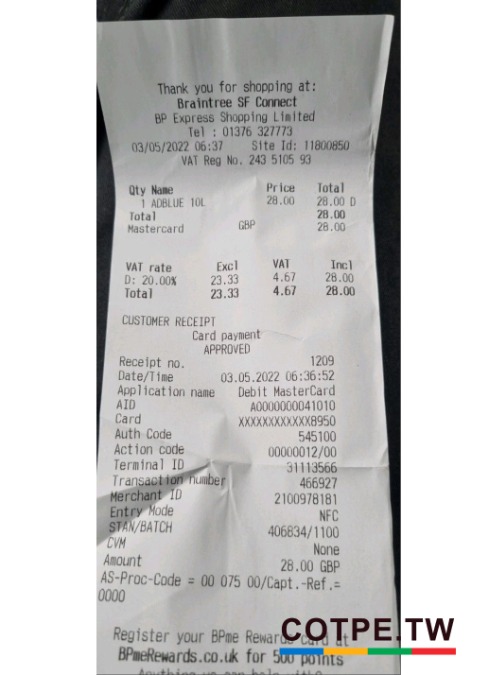 Thank you for shopping at:
Braintree SF Connect
BP Express Shopping Limited
Tel : 01376 327773
03/05/2022 06:37 Site Id: 11800850
VAT Reg No. 243 5105 93
Qty Name Price Total
1 ADBLUE 10L 28.00 28.00 D
Total 28.00
Mastercard GBP 28.00
VAT rate Excl VAT Incl
D: 20.00% 23.33 4.67 28.00
Total 23.33 4.67 28.00
CUSTOMER RECEIPT
Card payment
APPROVED
Receipt no. 1209
Date/Time 03.05.2022 06:36:52
Application name Debit MasterCard
AID A0000000041010
Card XXXXXXXXXXXX8950
Auth Code 545100
Action code 00000012/00
Terminal ID 31113566
Transaction number 466927
Merchant ID 2100978181
Entry Mode NFC
STAN/BATCH 406834/1100
CVM None
Amount 28.00 GBP
AS-Proc-Code = 00 075 00/Capt.-Ref.=
0000
Register your BPme Rewards card at
BPmeRewards.co.uk for 500 points
Anything we can help with?
COTPE.TW